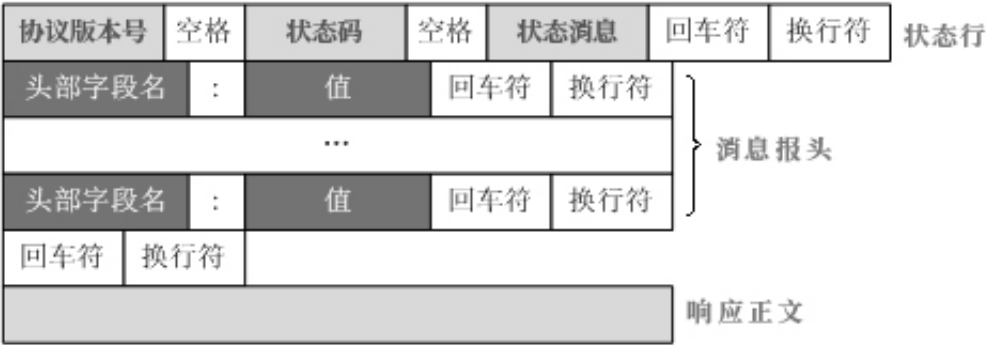 协议版本号 空格 状态码 空格 状态消息 回车符 换行符 状态行
头部字段名 : 值 回车符 换行符
... 消息报头
头部字段名 : 值 回车符 换行符
回车符 换行符
响应正文